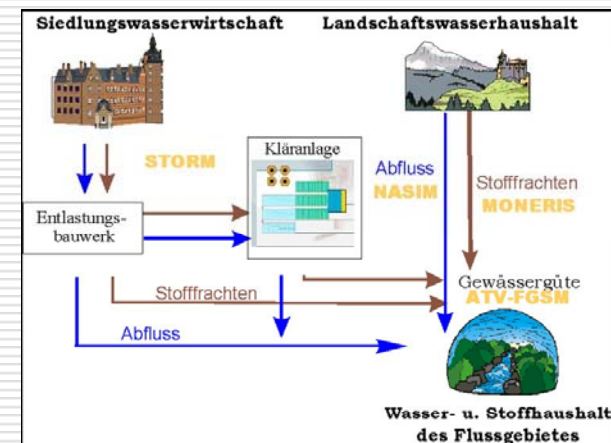 Siedlungswasserwirtschaft
Landschaftswasserhaushalt
STORM
Kläranlage
Abfluss
NASIM
Stofffrachten
MONERIS
Entlastungs-
bauwerk
Stofffrachten
Gewässergüte
ATV-FGSM
Abfluss
Wasser- u. Stoffhaushalt
des Flussgebietes